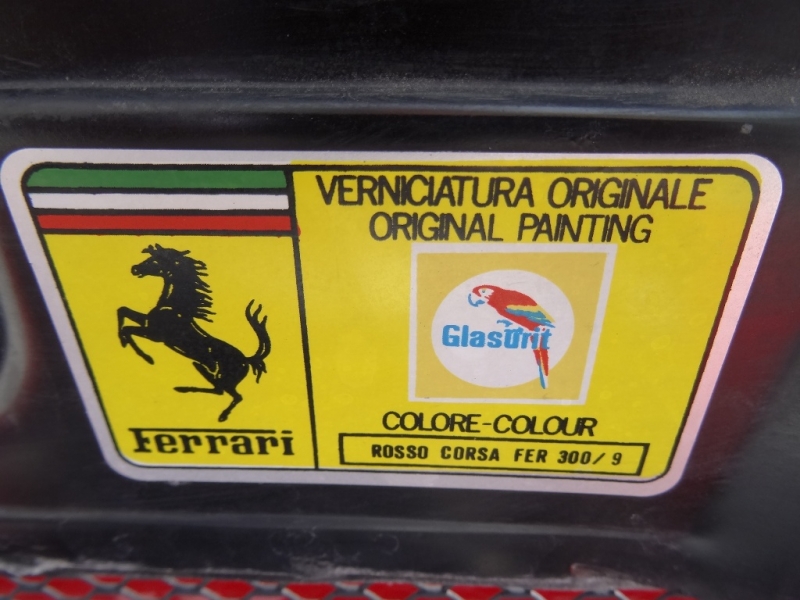 VERNICIATURA ORIGINALE
ORIGINAL PAINTING
Glasurit
COLORE-COLOUR
ROSSO CORSA FER 300/9
Ferrari